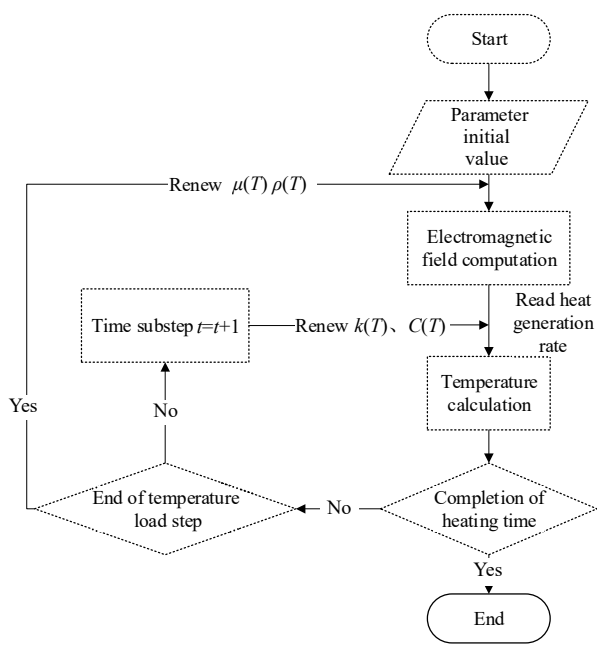 Start
Parameter
initial
value
Renew μ(T) ρ(T)
Electromagnetic
field computation
Read heat
generation
rate
Time substep t=t+1
Renew k(T)、C(T)
Temperature
calculation
Yes
No
End of temperature
load step
No
Completion of
heating time
Yes
End